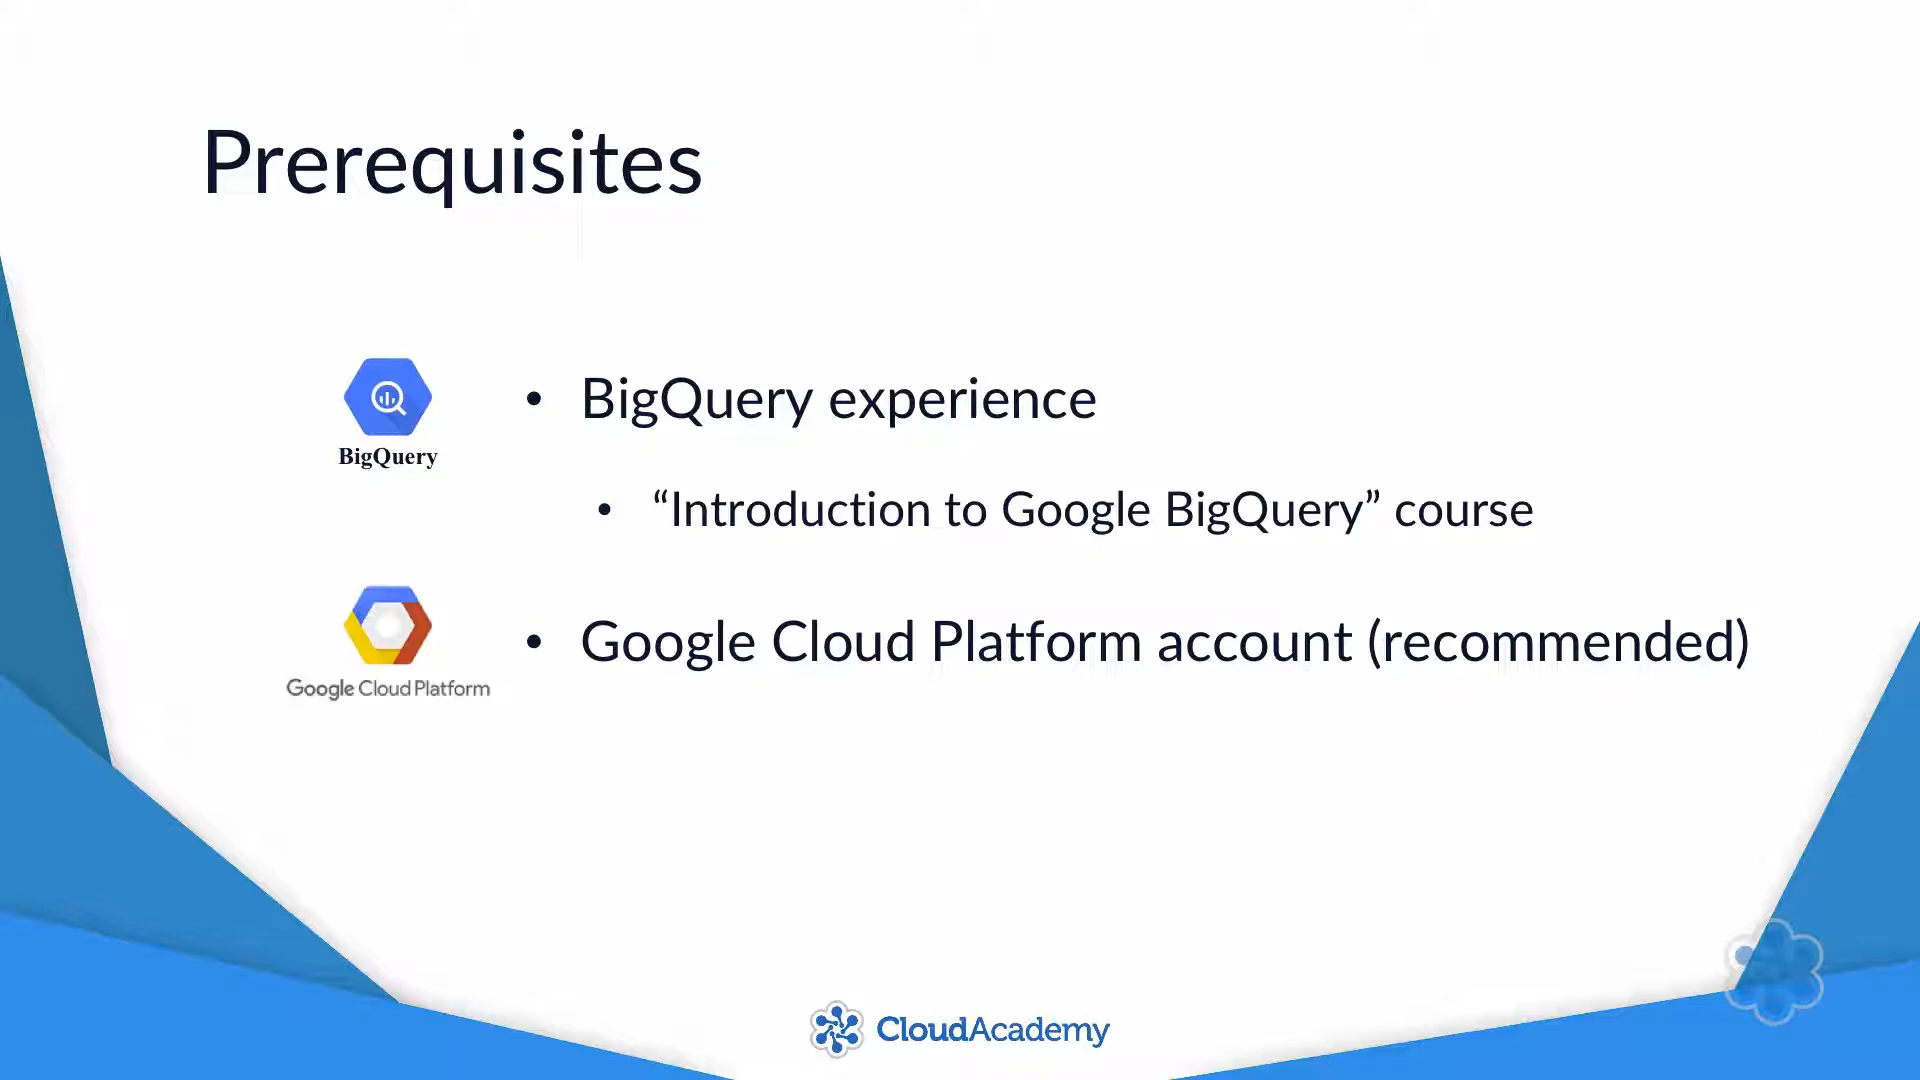 Prerequisites
• BigQuery experience
BigQuery
• “Introduction to Google BigQuery” course
• Google Cloud Platform account (recommended)
Google Cloud Platform
CloudAcademy